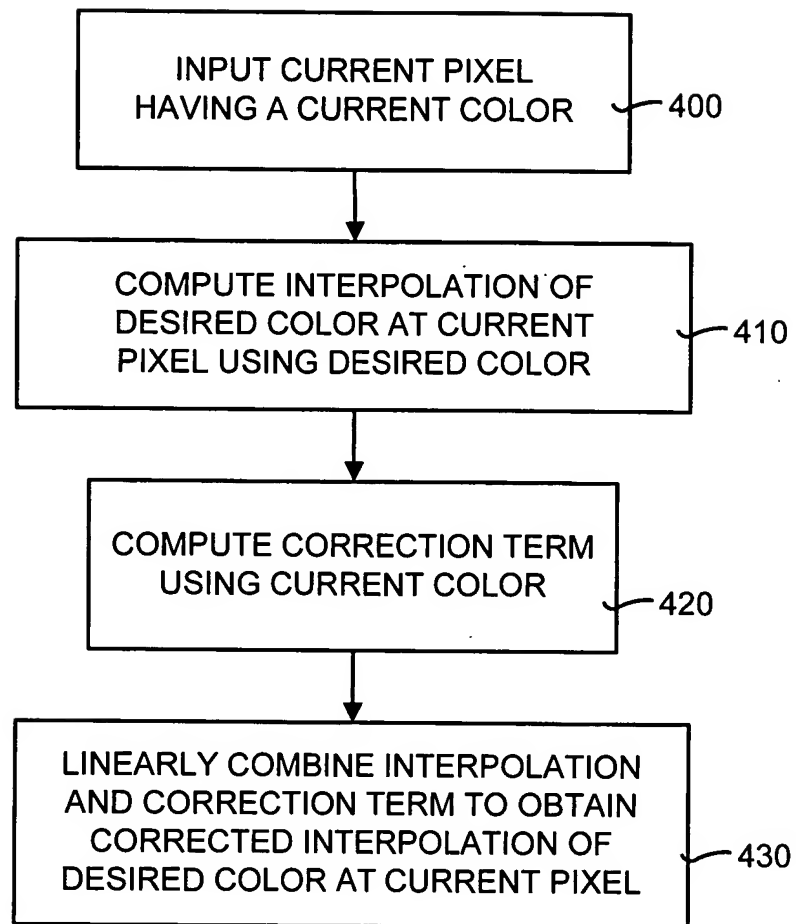 INPUT CURRENT PIXEL
HAVING A CURRENT COLOR
400
COMPUTE INTERPOLATION OF
DESIRED COLOR AT CURRENT
PIXEL USING DESIRED COLOR
410
COMPUTE CORRECTION TERM
USING CURRENT COLOR
420
LINEARLY COMBINE INTERPOLATION
AND CORRECTION TERM TO OBTAIN
CORRECTED INTERPOLATION OF
DESIRED COLOR AT CURRENT PIXEL
430